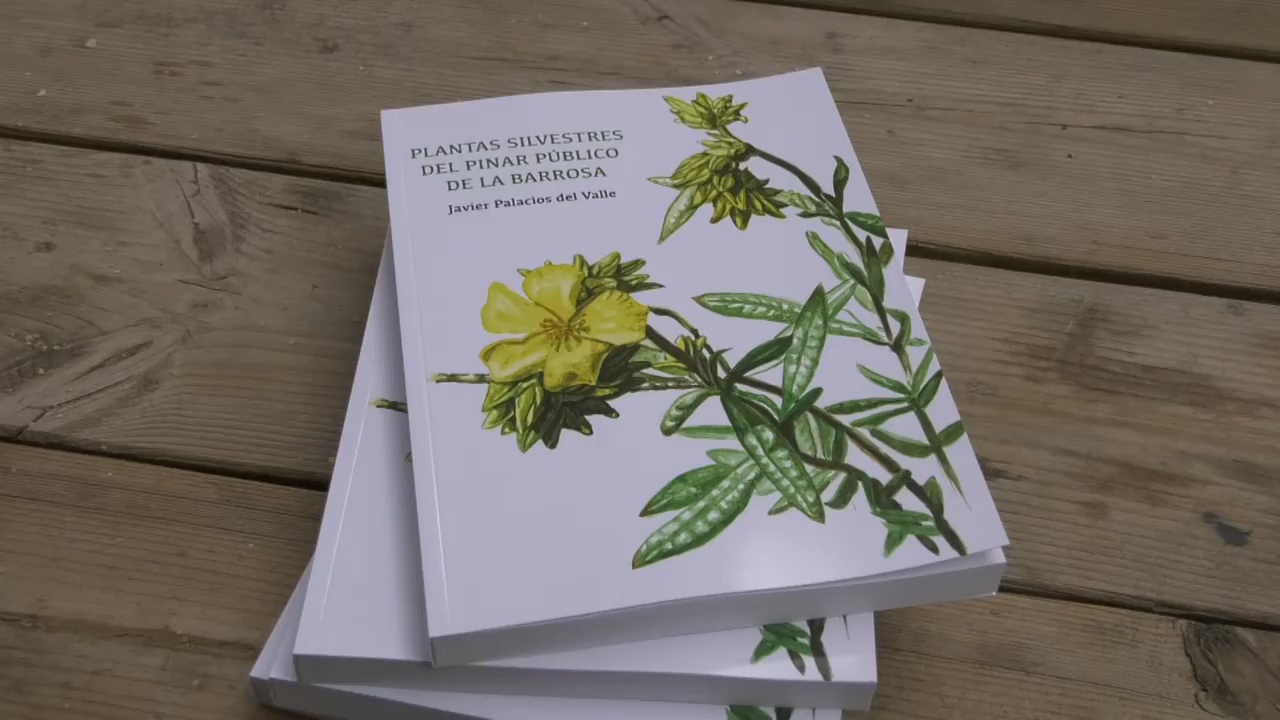 PLANTAS SILVESTRES
DEL PINAR PÚBLICO
DE LA BARROSA
Javier Palacios del Valle